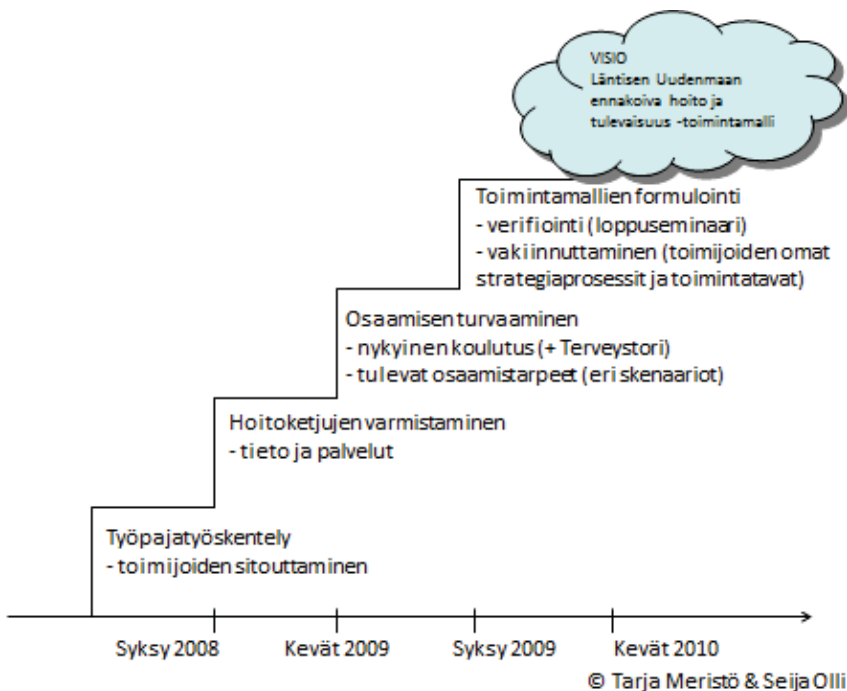 VISIO
Läntisen Uudenmaan
ennakoiva hoito ja
tulevaisuus -toimintamalli
Toimintamallien formulointi
- verifiointi (loppuseminaari)
- vakiinnuttaminen (toimijoiden omat
strategiaprosessit ja toimintatavat)
Osaamisen turvaaminen
- nykyinen koulutus (+ Terveystori)
- tulevat osaamistarpeet (eri skenaariot)
Hoitoketjujen varmistaminen
- tieto ja palvelut
Työpajatyöskentely
- toimijoiden sitouttaminen
Syksy 2008 Kevät 2009 Syksy 2009 Kevät 2010
© Tarja Meristö & Seija Olli